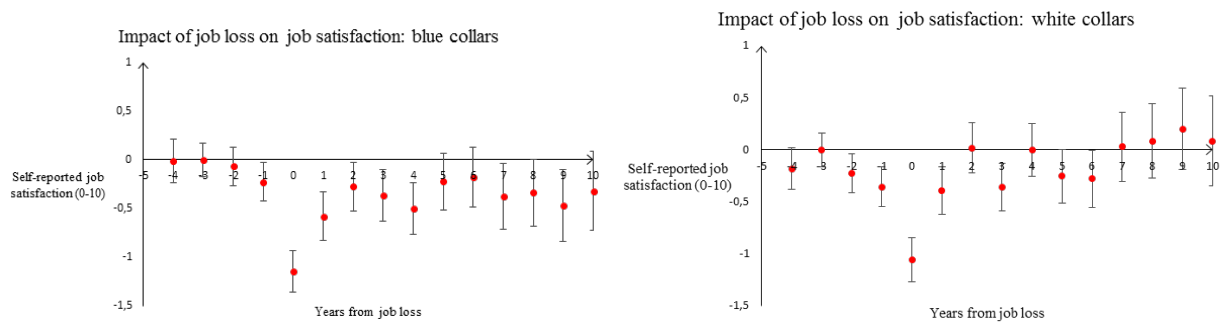 Impact of job loss on job satisfaction: blue collars
1
0,5
0
-5 -4 -3 -2 -1 0 1 2 3 4 5 6 7 8 9 10
Self-reported job
satisfaction (0-10)
-0,5
-1
-1,5
Years from job loss
Impact of job loss on job satisfaction: white collars
1
0,5
0
-5 -4 -3 -2 -1 0 1 2 3 4 5 6 7 8 9 10
Self-reported job
satisfaction (0-10)
-0,5
-1
-1,5
Years from job loss